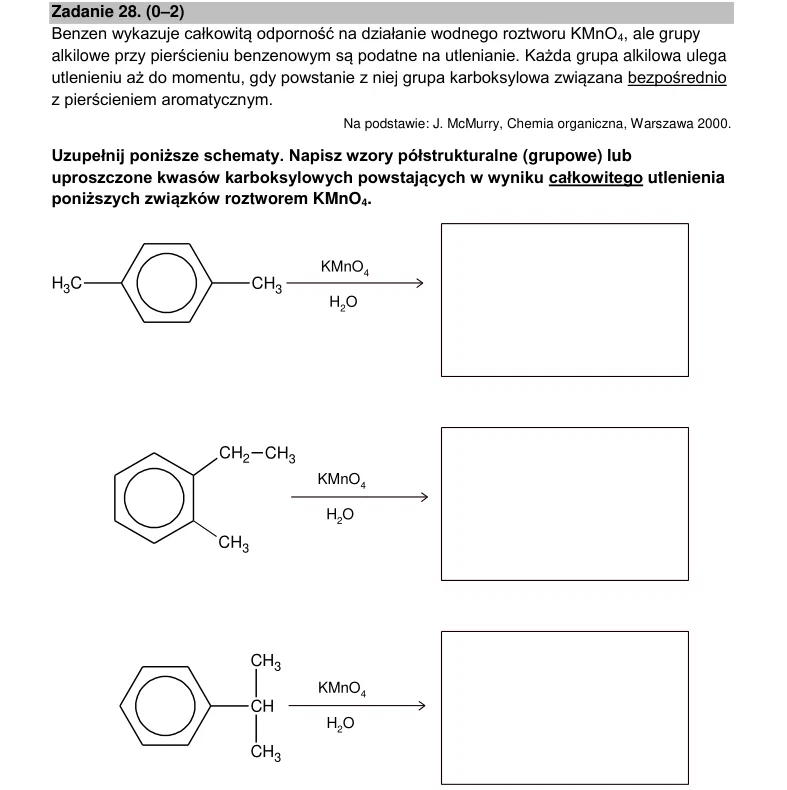 Zadanie 28. (0–2)
Benzen wykazuje całkowitą odporność na działanie wodnego roztworu KMnO₄, ale grupy
alkilowe przy pierścieniu benzenowym są podatne na utlenianie. Każda grupa alkilowa ulega
utlenieniu aż do momentu, gdy powstanie z niej grupa karboksylowa związana bezpośrednio
z pierścieniem aromatycznym.
Na podstawie: J. McMurry, Chemia organiczna, Warszawa 2000.
Uzupełnij poniższe schematy. Napisz wzory półstrukturalne (grupowe) lub
uproszczone kwasów karboksylowych powstających w wyniku całkowitego utlenienia
poniższych związków roztworem KMnO₄.
KMnO₄
H₃C CH₃
H₂O
CH₂–CH₃
KMnO₄
H₂O
CH₃
CH₃
KMnO₄
CH
H₂O
CH₃